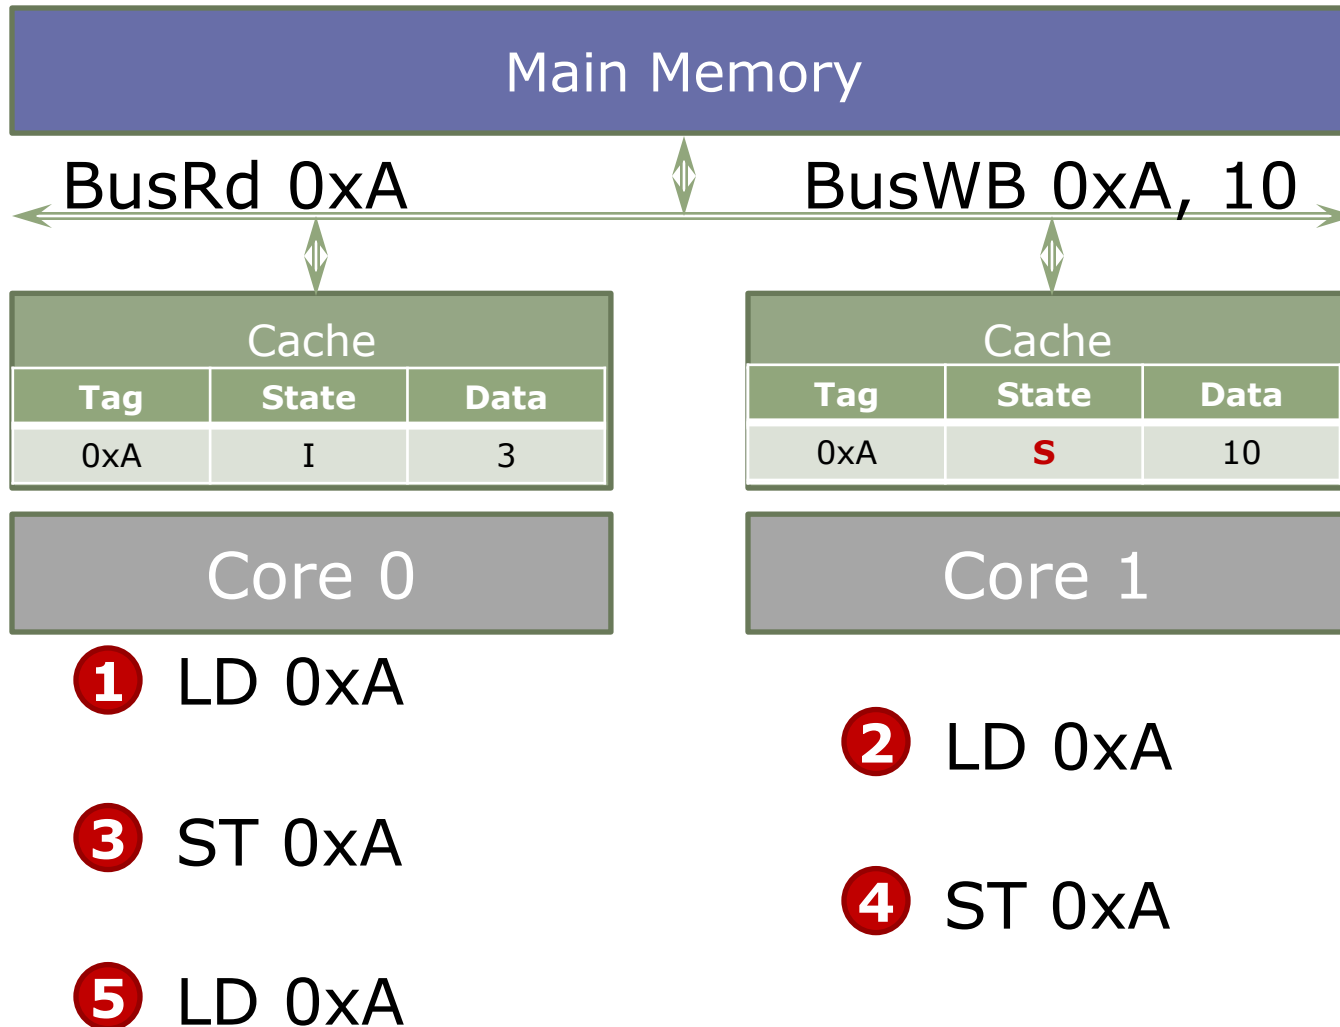 Main Memory
BusRd 0xA
BusWB 0xA, 10
Cache
Tag State Data
0xA I 3
Cache
Tag State Data
0xA S 10
Core 0
Core 1
1 LD 0xA
2 LD 0xA
3 ST 0xA
4 ST 0xA
5 LD 0xA